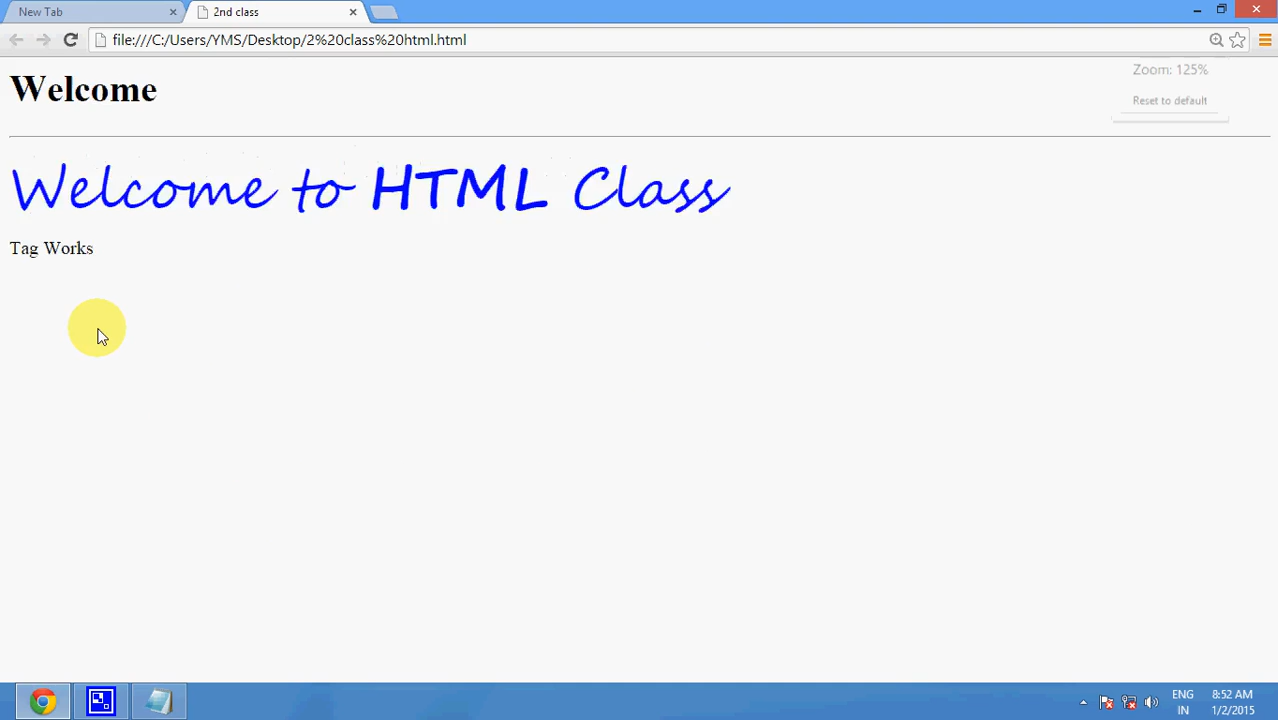 New Tab
2nd class
file:///C:/Users/YMS/Desktop/2%20class%20html.html
Zoom: 125%
Reset to default
Welcome
Welcome to HTML Class
Tag Works
ENG 8:52 AM
IN 1/2/2015